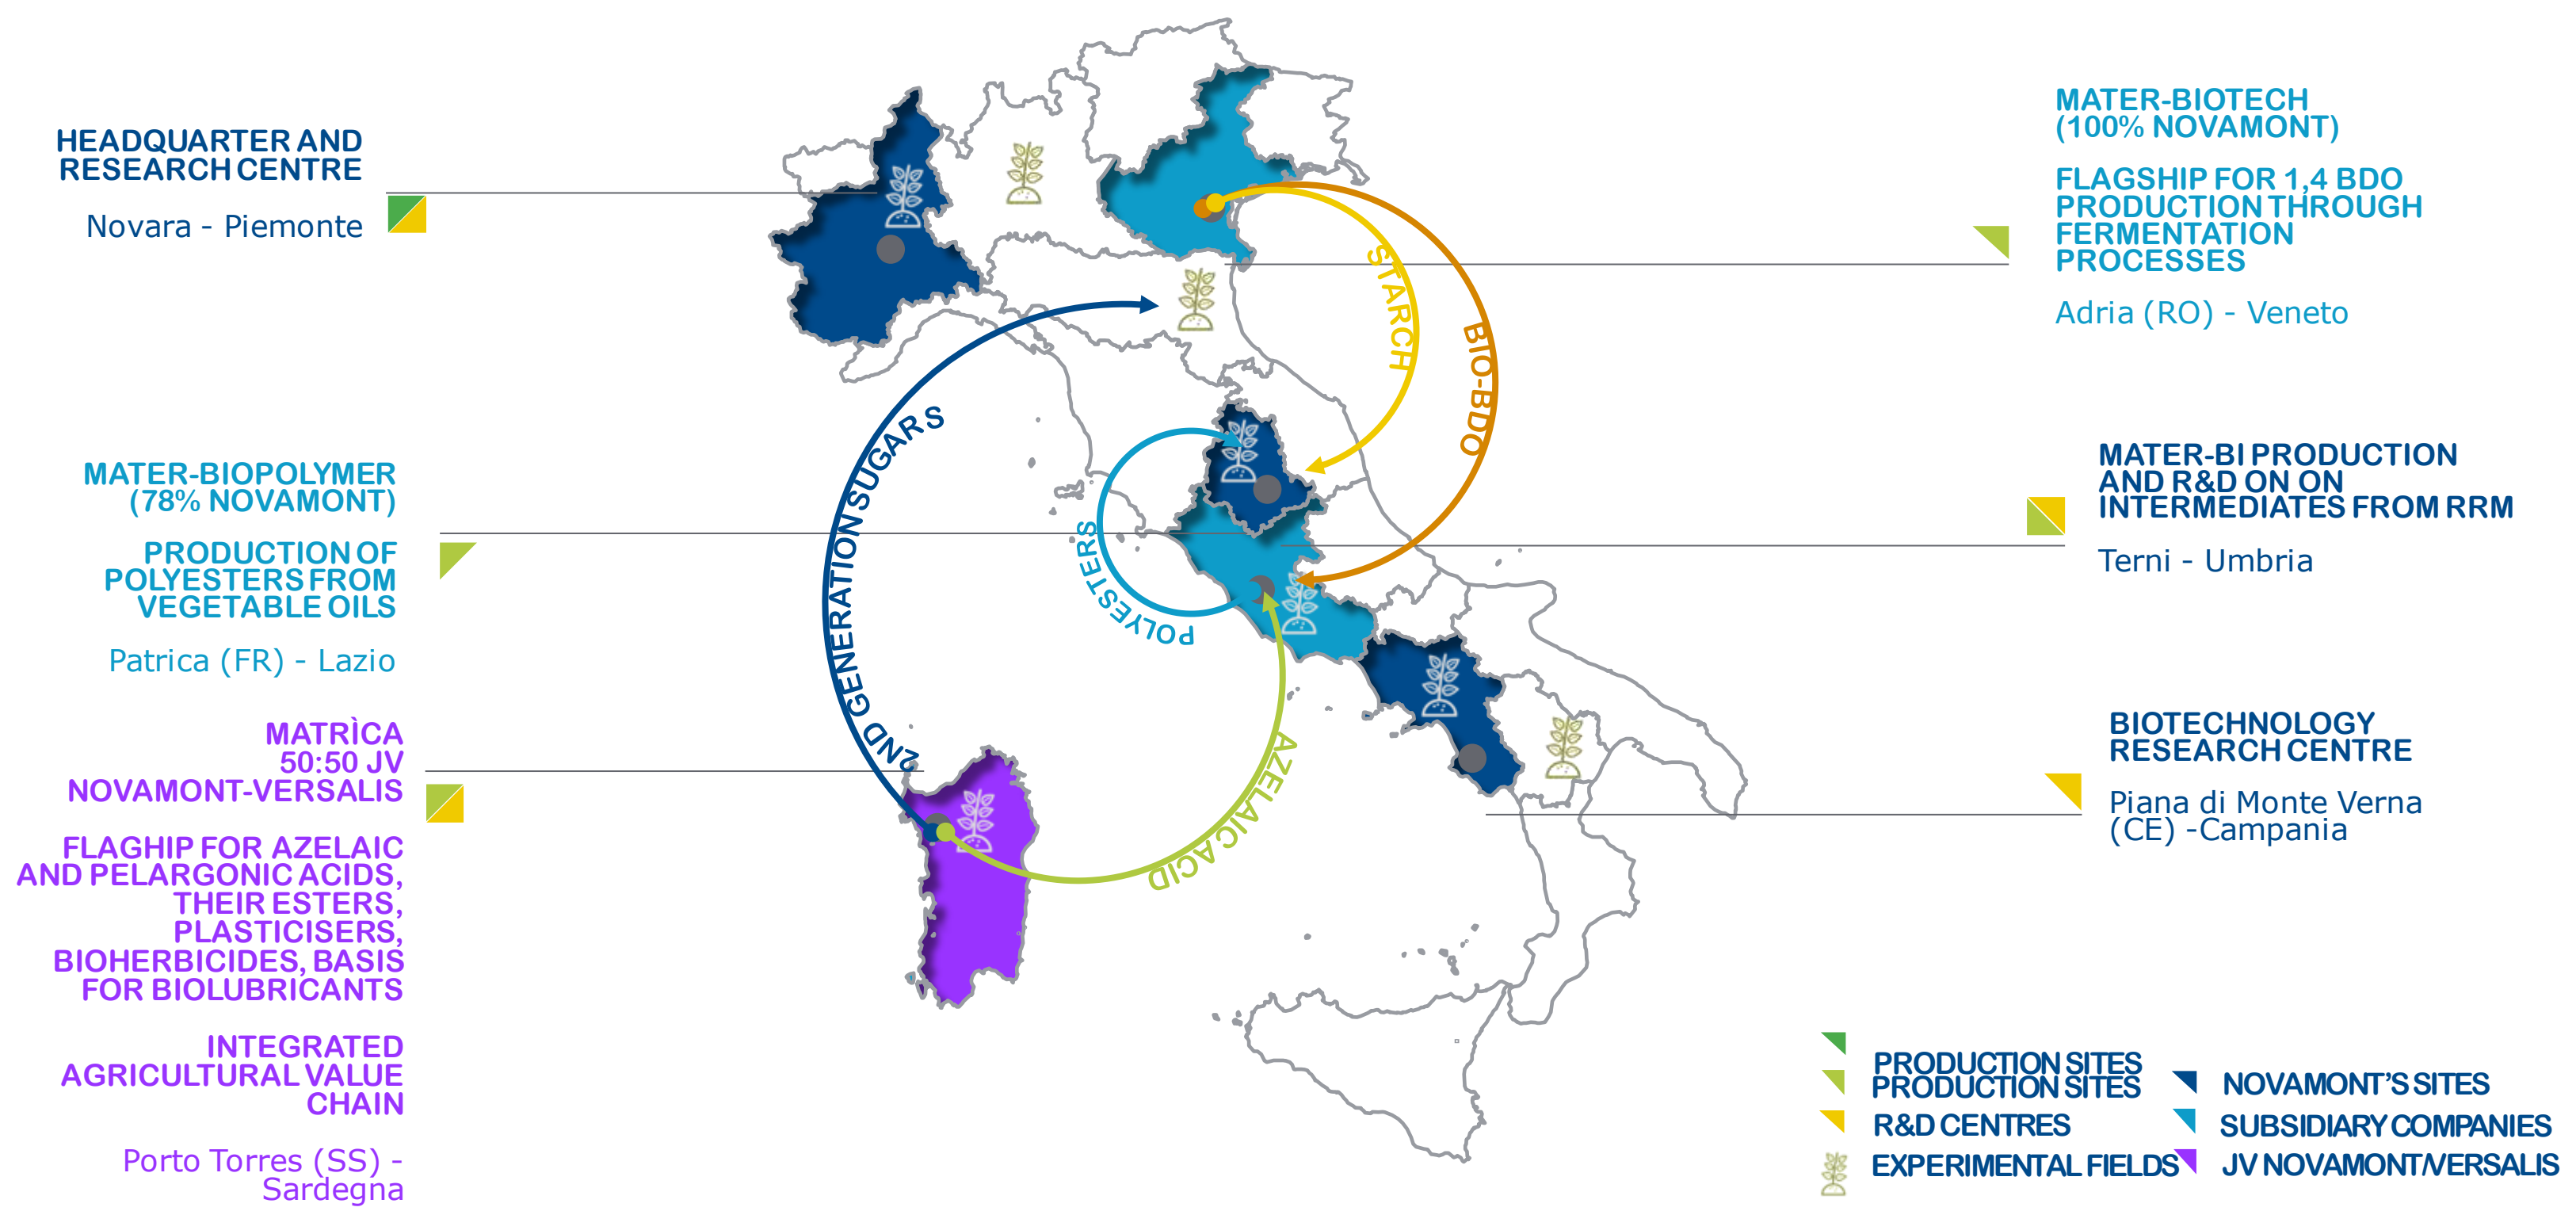 HEADQUARTER AND
RESEARCH CENTRE
Novara - Piemonte
MATER-BIOPOLYMER
(78% NOVAMONT)
PRODUCTION OF
POLYESTERS FROM
VEGETABLE OILS
Patrica (FR) - Lazio
MATRÌCA
50:50 JV
NOVAMONT-VERSALIS
FLAGHIP FOR AZELAIC
AND PELARGONIC ACIDS,
THEIR ESTERS,
PLASTICISERS,
BIOHERBICIDES, BASIS
FOR BIOLUBRICANTS
INTEGRATED
AGRICULTURAL VALUE
CHAIN
Porto Torres (SS) -
Sardegna
2ND GENERATION SUGARS
POLYESTERS
AZELAIC ACID
STARCH
BIO-BDO
MATER-BIOTECH
(100% NOVAMONT)
FLAGSHIP FOR 1,4 BDO
PRODUCTION THROUGH
FERMENTATION
PROCESSES
Adria (RO) - Veneto
MATER-BI PRODUCTION
AND R&D ON ON
INTERMEDIATES FROM RRM
Terni - Umbria
BIOTECHNOLOGY
RESEARCH CENTRE
Piana di Monte Verna
(CE) -Campania
PRODUCTION SITES
PRODUCTION SITES
R&D CENTRES
EXPERIMENTAL FIELDS
NOVAMONT'S SITES
SUBSIDIARY COMPANIES
JV NOVAMONT/VERSALIS